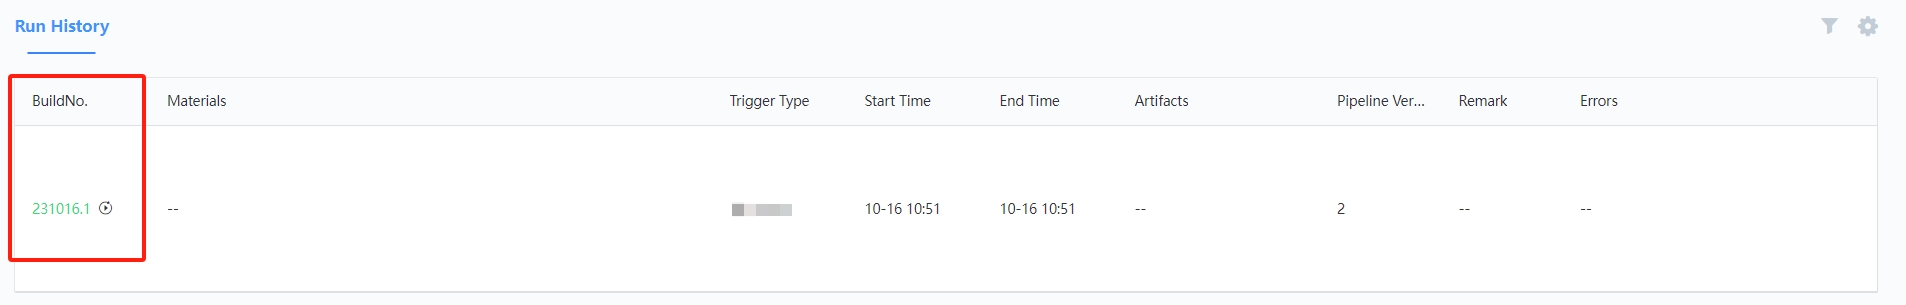 Run History
BuildNo. Materials Trigger Type Start Time End Time Artifacts Pipeline Ver... Remark Errors
231016.1 -- 10-16 10:51 10-16 10:51 -- 2 -- --